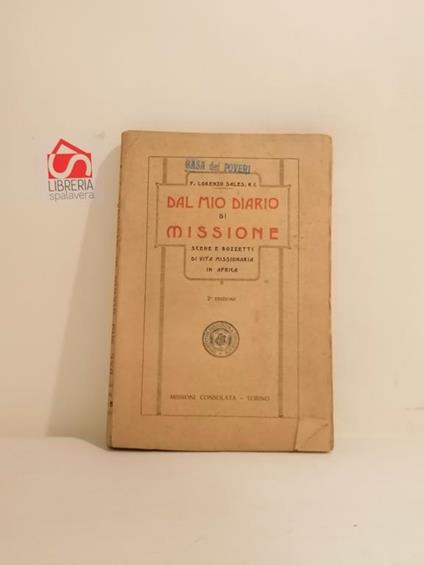 LIBRERIA
spalavera
CASA dei POVERI
P. LORENZO SALES, M. C.
DAL MIO DIARIO
DI
MISSIONE
SCENE E BOZZETTI
DI VITA MISSIONARIA
IN AFRICA
2ª EDIZIONE
MISSIONI CONSOLATA - TORINO